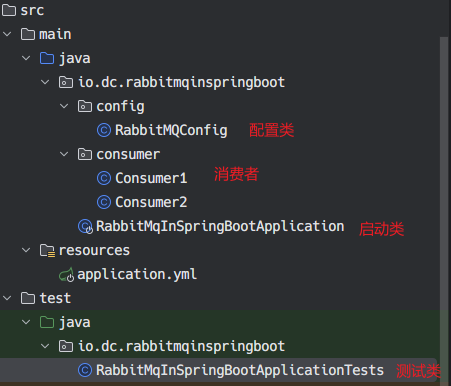 src
main
java
io.dc.rabbitmqinspringboot
config
RabbitMQConfig 配置类
consumer
Consumer1 消费者
Consumer2
RabbitMqInSpringBootApplication 启动类
resources
application.yml
test
java
io.dc.rabbitmqinspringboot
RabbitMqInSpringBootApplicationTests 测试类